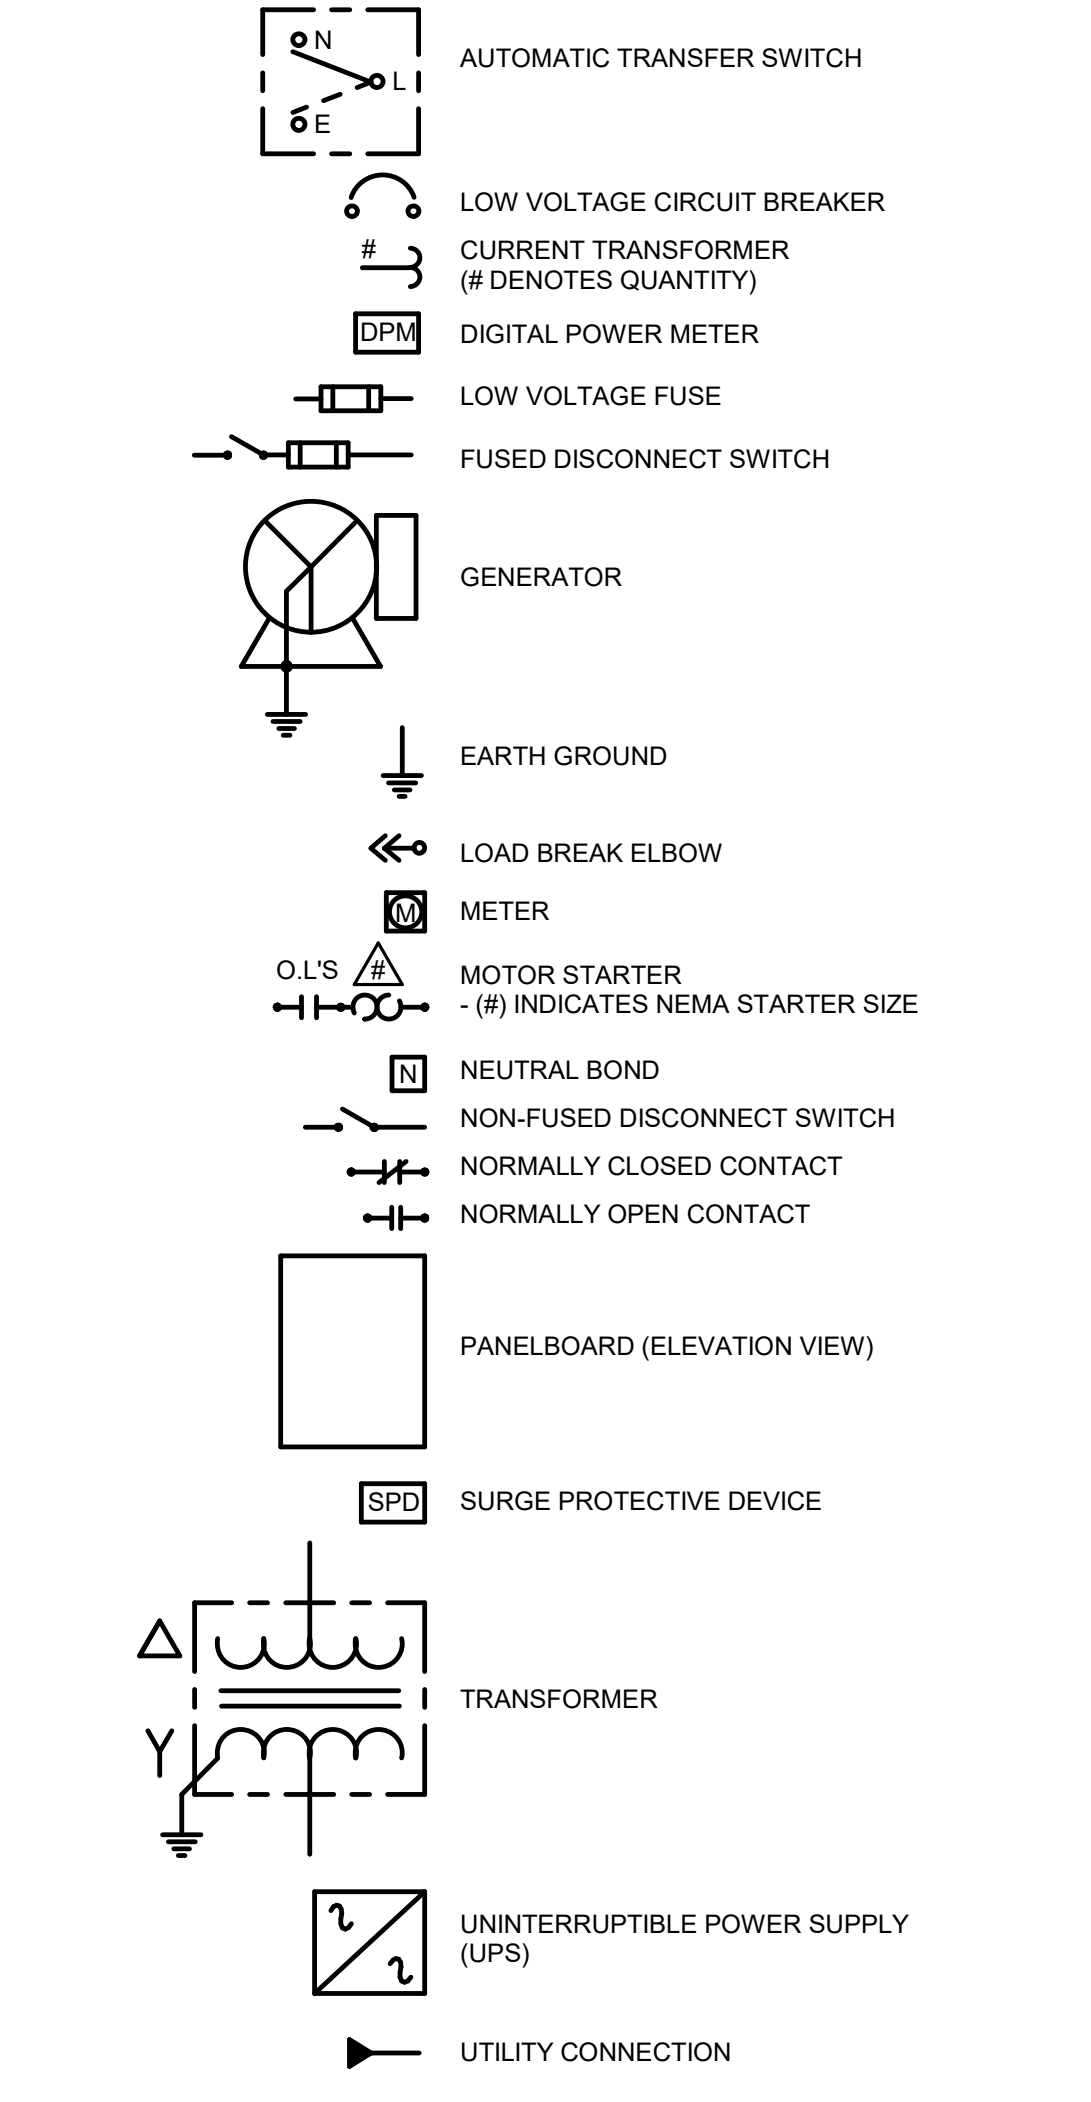 N
AUTOMATIC TRANSFER SWITCH
L
E
LOW VOLTAGE CIRCUIT BREAKER
#
CURRENT TRANSFORMER
(# DENOTES QUANTITY)
DPM
DIGITAL POWER METER
LOW VOLTAGE FUSE
FUSED DISCONNECT SWITCH
GENERATOR
EARTH GROUND
LOAD BREAK ELBOW
M
METER
O.L'S
#
MOTOR STARTER
- (#) INDICATES NEMA STARTER SIZE
N
NEUTRAL BOND
NON-FUSED DISCONNECT SWITCH
NORMALLY CLOSED CONTACT
NORMALLY OPEN CONTACT
PANELBOARD (ELEVATION VIEW)
SPD
SURGE PROTECTIVE DEVICE
TRANSFORMER
UNINTERRUPTIBLE POWER SUPPLY
(UPS)
UTILITY CONNECTION